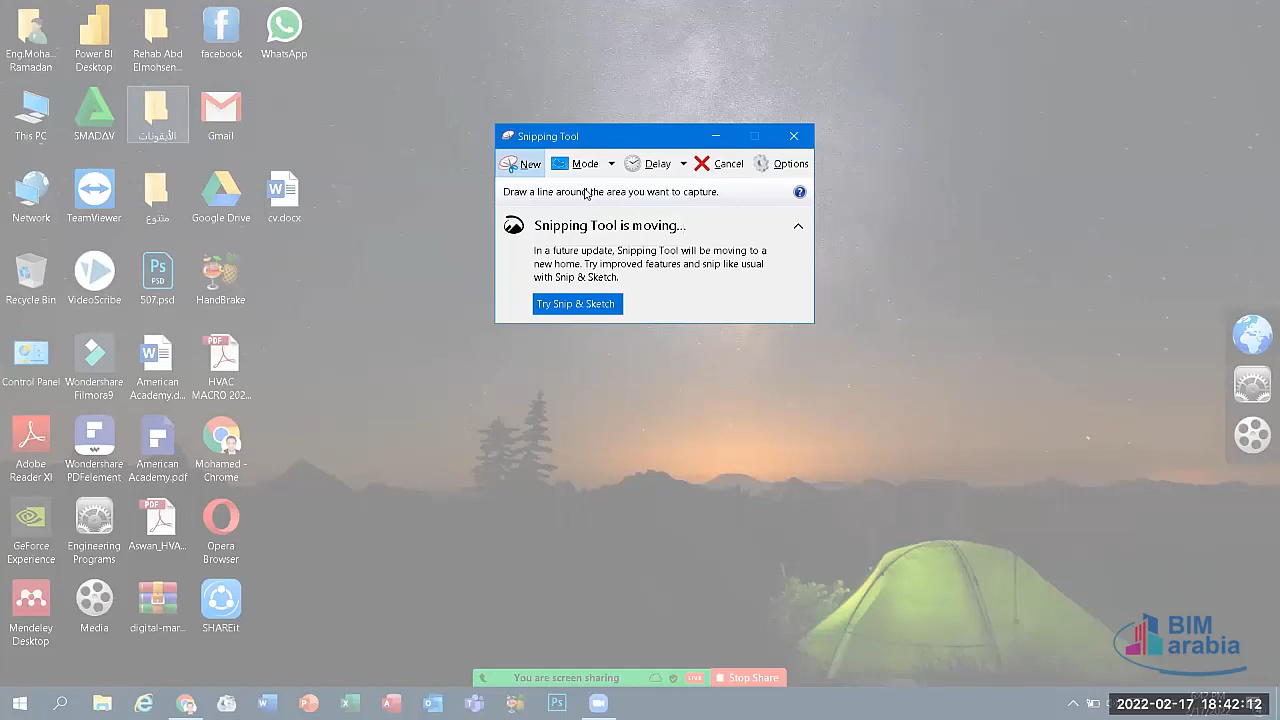 Eng.Moha...
Ramadan
Power BI
Desktop
Rehab Abd
Elmohsen...
facebook
WhatsApp
This PC
SMADAV
الأيقونات
Gmail
Network
TeamViewer
متنوع
Google Drive
cv.docx
Recycle Bin
VideoScribe
Ps
PSD
507.psd
HandBrake
Control Panel
Wondershare
Filmora9
American
Academy.d...
PDF
HVAC
MACRO 202...
Adobe
Reader XI
Wondershare
PDFelement
American
Academy.pdf
Mohamed -
Chrome
GeForce
Experience
Engineering
Programs
PDF
Aswan_HVA...
Opera
Browser
Mendeley
Desktop
Media
digital-mar...
SHAREit
Snipping Tool
New
Mode
Delay
Cancel
Options
Draw a line around the area you want to capture.
Snipping Tool is moving...
In a future update, Snipping Tool will be moving to a
new home. Try improved features and snip like usual
with Snip & Sketch.
Try Snip & Sketch
BIM
arabia
You are screen sharing
LIVE
Stop Share
Ps
2022-02-17 18:42:12